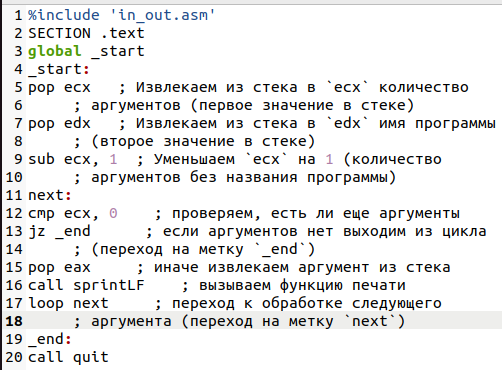 1 %include 'in_out.asm'
2 SECTION .text
3 global _start
4 _start:
5 pop ecx   ; Извлекаем из стека в `ecx` количество
6      ; аргументов (первое значение в стеке)
7 pop edx   ; Извлекаем из стека в `edx` имя программы
8      ; (второе значение в стеке)
9 sub ecx, 1  ; Уменьшаем `ecx` на 1 (количество
10      ; аргументов без названия программы)
11 next:
12 cmp ecx, 0    ; проверяем, есть ли еще аргументы
13 jz _end      ; если аргументов нет выходим из цикла
14      ; (переход на метку `_end`)
15 pop eax     ; иначе извлекаем аргумент из стека
16 call sprintLF    ; вызываем функцию печати
17 loop next     ; переход к обработке следующего
18      ; аргумента (переход на метку `next`)
19 _end:
20 call quit